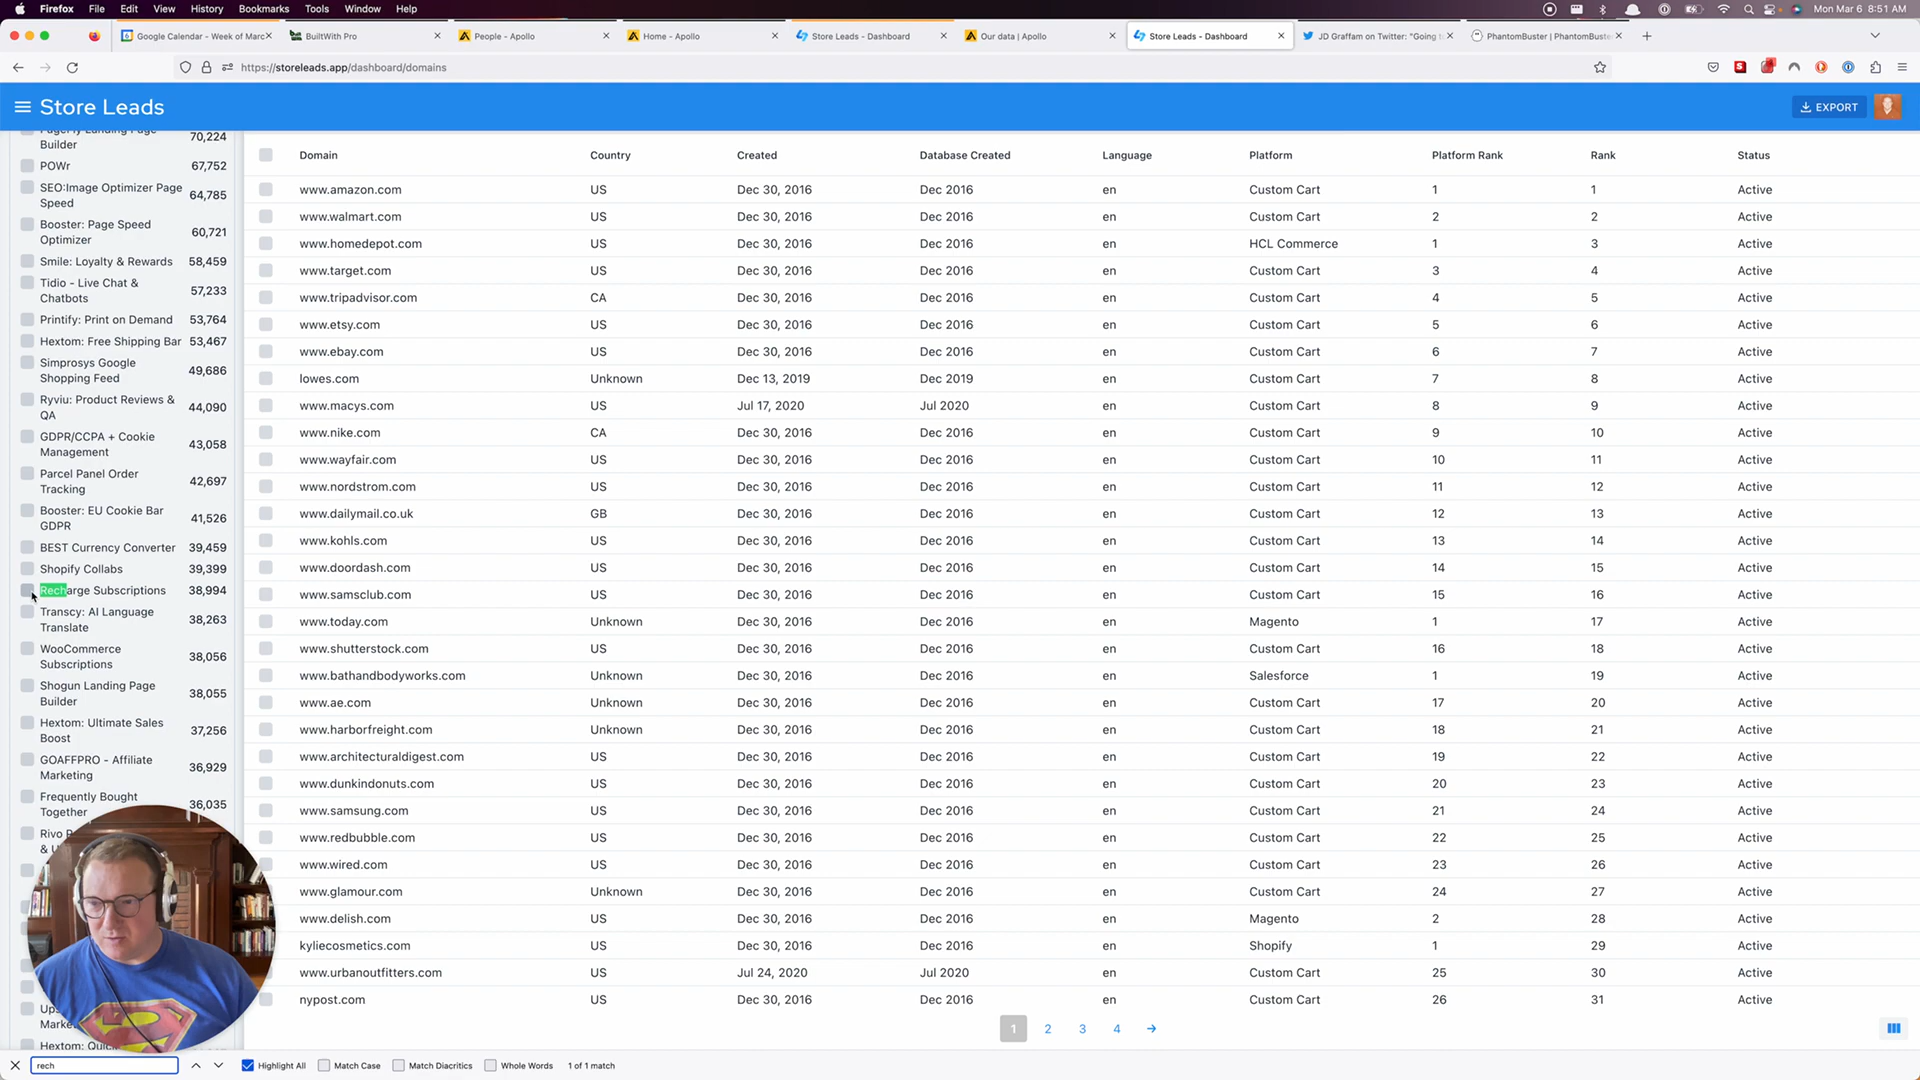 Firefox File Edit View History Bookmarks Tools Window Help Mon Mar 6 8:51 AM
Google Calendar - Week of Marc BuiltWith Pro People - Apollo Home - Apollo Store Leads - Dashboard Our data | Apollo Store Leads - Dashboard JD Graffam on Twitter: "Going t PhantomBuster | PhantomBuste
https://storeleads.app/dashboard/domains
Store Leads EXPORT
PageFly Landing Page
Builder 70,224
POWr 67,752
SEO:Image Optimizer Page
Speed 64,785
Booster: Page Speed
Optimizer 60,721
Smile: Loyalty & Rewards 58,459
Tidio - Live Chat &
Chatbots 57,233
Printify: Print on Demand 53,764
Hextom: Free Shipping Bar 53,467
Simprosys Google
Shopping Feed 49,686
Ryviu: Product Reviews &
QA 44,090
GDPR/CCPA + Cookie
Management 43,058
Parcel Panel Order
Tracking 42,697
Booster: EU Cookie Bar
GDPR 41,526
BEST Currency Converter 39,459
Shopify Collabs 39,399
Recharge Subscriptions 38,994
Transcy: AI Language
Translate 38,263
WooCommerce
Subscriptions 38,056
Shogun Landing Page
Builder 38,055
Hextom: Ultimate Sales
Boost 37,256
GOAFFPRO - Affiliate
Marketing 36,929
Frequently Bought
Together 36,035
Rivo
Hextom:
Domain Country Created Database Created Language Platform Platform Rank Rank Status
www.amazon.com US Dec 30, 2016 Dec 2016 en Custom Cart 1 1 Active
www.walmart.com US Dec 30, 2016 Dec 2016 en Custom Cart 2 2 Active
www.homedepot.com US Dec 30, 2016 Dec 2016 en HCL Commerce 1 3 Active
www.target.com US Dec 30, 2016 Dec 2016 en Custom Cart 3 4 Active
www.tripadvisor.com CA Dec 30, 2016 Dec 2016 en Custom Cart 4 5 Active
www.etsy.com US Dec 30, 2016 Dec 2016 en Custom Cart 5 6 Active
www.ebay.com US Dec 30, 2016 Dec 2016 en Custom Cart 6 7 Active
lowes.com Unknown Dec 13, 2019 Dec 2019 en Custom Cart 7 8 Active
www.macys.com US Jul 17, 2020 Jul 2020 en Custom Cart 8 9 Active
www.nike.com CA Dec 30, 2016 Dec 2016 en Custom Cart 9 10 Active
www.wayfair.com US Dec 30, 2016 Dec 2016 en Custom Cart 10 11 Active
www.nordstrom.com US Dec 30, 2016 Dec 2016 en Custom Cart 11 12 Active
www.dailymail.co.uk GB Dec 30, 2016 Dec 2016 en Custom Cart 12 13 Active
www.kohls.com US Dec 30, 2016 Dec 2016 en Custom Cart 13 14 Active
www.doordash.com US Dec 30, 2016 Dec 2016 en Custom Cart 14 15 Active
www.samsclub.com US Dec 30, 2016 Dec 2016 en Custom Cart 15 16 Active
www.today.com Unknown Dec 30, 2016 Dec 2016 en Magento 1 17 Active
www.shutterstock.com US Dec 30, 2016 Dec 2016 en Custom Cart 16 18 Active
www.bathandbodyworks.com Unknown Dec 30, 2016 Dec 2016 en Salesforce 1 19 Active
www.ae.com Unknown Dec 30, 2016 Dec 2016 en Custom Cart 17 20 Active
www.harborfreight.com Unknown Dec 30, 2016 Dec 2016 en Custom Cart 18 21 Active
www.architecturaldigest.com US Dec 30, 2016 Dec 2016 en Custom Cart 19 22 Active
www.dunkindonuts.com US Dec 30, 2016 Dec 2016 en Custom Cart 20 23 Active
www.samsung.com US Dec 30, 2016 Dec 2016 en Custom Cart 21 24 Active
www.redbubble.com US Dec 30, 2016 Dec 2016 en Custom Cart 22 25 Active
www.wired.com US Dec 30, 2016 Dec 2016 en Custom Cart 23 26 Active
www.glamour.com Unknown Dec 30, 2016 Dec 2016 en Custom Cart 24 27 Active
www.delish.com US Dec 30, 2016 Dec 2016 en Magento 2 28 Active
kyliecosmetics.com US Dec 30, 2016 Dec 2016 en Shopify 1 29 Active
www.urbanoutfitters.com US Jul 24, 2020 Jul 2020 en Custom Cart 25 30 Active
nypost.com US Dec 30, 2016 Dec 2016 en Custom Cart 26 31 Active
1 2 3 4
rech Highlight All Match Case Match Diacritics Whole Words 1 of 1 match